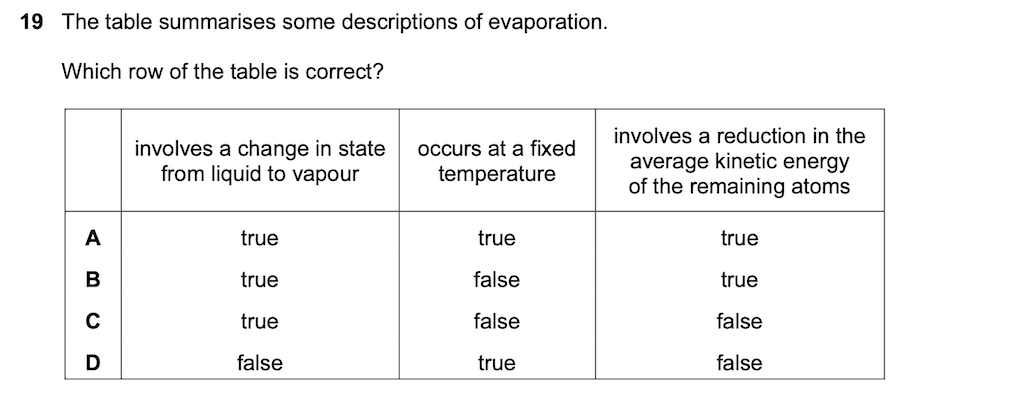 19 The table summarises some descriptions of evaporation.
Which row of the table is correct?
involves a change in state from liquid to vapour | occurs at a fixed temperature | involves a reduction in the average kinetic energy of the remaining atoms
A true true true
B true false true
C true false false
D false true false